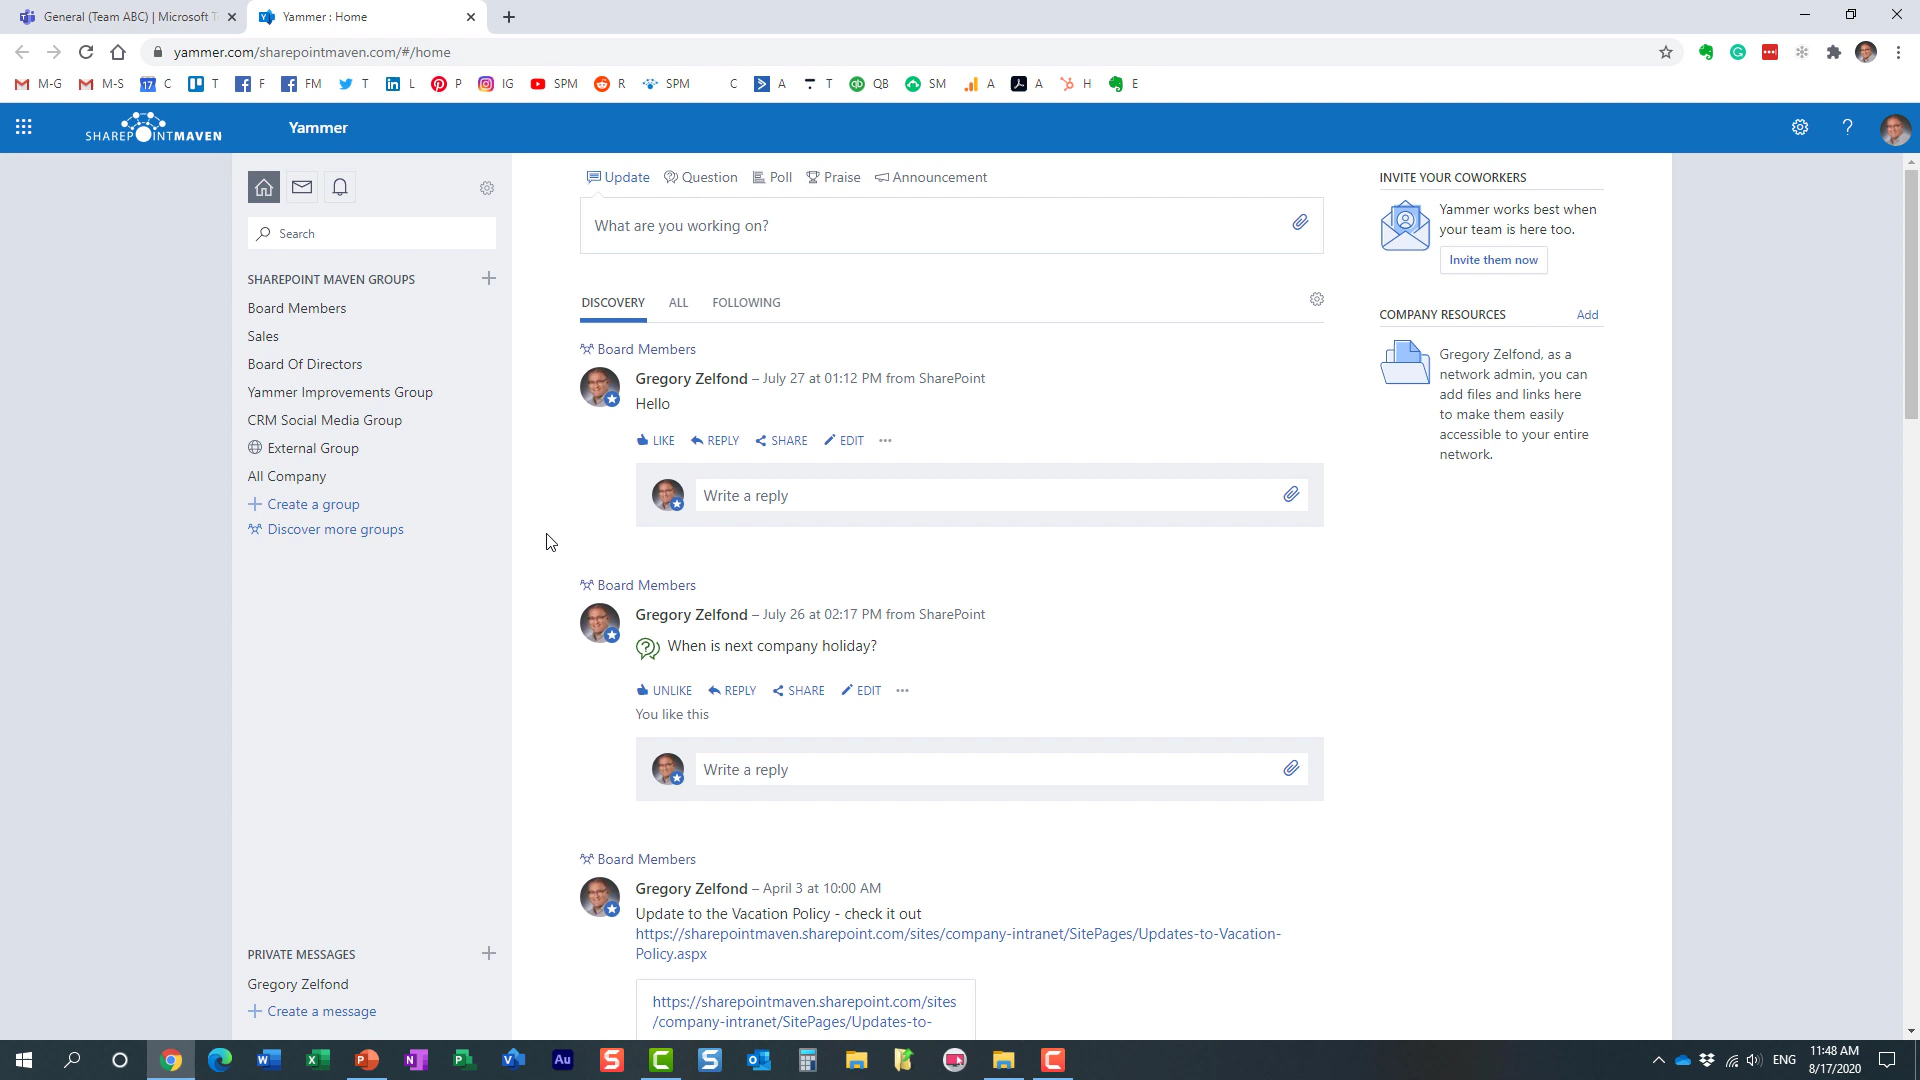 General (Team ABC) | Microsoft T
Yammer : Home
yammer.com/sharepointmaven.com/#/home
M-G M-S C T F FM T L P IG SPM R SPM C A T QB SM A A H E
SHAREPOINTMAVEN
Yammer
Search
SHAREPOINT MAVEN GROUPS
Board Members
Sales
Board Of Directors
Yammer Improvements Group
CRM Social Media Group
External Group
All Company
Create a group
Discover more groups
PRIVATE MESSAGES
Gregory Zelfond
Create a message
Update Question Poll Praise Announcement
What are you working on?
DISCOVERY ALL FOLLOWING
Board Members
Gregory Zelfond – July 27 at 01:12 PM from SharePoint
Hello
LIKE REPLY SHARE EDIT
Write a reply
Board Members
Gregory Zelfond – July 26 at 02:17 PM from SharePoint
When is next company holiday?
UNLIKE REPLY SHARE EDIT
You like this
Write a reply
Board Members
Gregory Zelfond – April 3 at 10:00 AM
Update to the Vacation Policy - check it out
https://sharepointmaven.sharepoint.com/sites/company-intranet/SitePages/Updates-to-Vacation-
Policy.aspx
https://sharepointmaven.sharepoint.com/sites
/company-intranet/SitePages/Updates-to-
INVITE YOUR COWORKERS
Yammer works best when
your team is here too.
Invite them now
COMPANY RESOURCES Add
Gregory Zelfond, as a
network admin, you can
add files and links here
to make them easily
accessible to your entire
network.
ENG
11:48 AM
8/17/2020